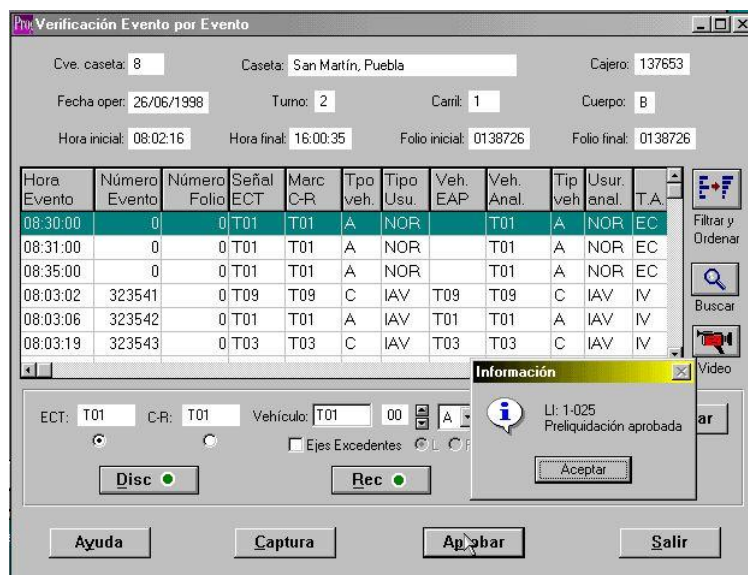 Verificación Evento por Evento
Cve. caseta: 8 Caseta: San Martín, Puebla Cajero: 137653
Fecha oper: 26/06/1998 Turno: 2 Carril: 1 Cuerpo: B
Hora inicial: 08:02:16 Hora final: 16:00:35 Folio inicial: 0138726 Folio final: 0138726
Hora Número Número Señal Marc Tpo Tipo Veh. Veh. Tip Usur.
Evento Evento Folio ECT C-R veh. Usu. EAP Anal. veh anal. T.A.
08:30:00 0 0 T01 T01 A NOR T01 A NOR EC
08:31:00 0 0 T01 T01 A NOR T01 A NOR EC
08:35:00 0 0 T01 T01 A NOR T01 A NOR EC
08:03:02 323541 0 T09 T09 C IAV T09 T09 C IAV IV
08:03:06 323542 0 T01 T01 A IAV T01 T01 A IAV IV
08:03:19 323543 0 T03 T03 C IAV T03 T03 C IAV IV
Filtrar y
Ordenar
Buscar
Video
Información
LI: 1-025
Preliquidación aprobada
Aceptar
ECT: T01 C-R: T01 Vehículo: T01 00 A
Ejes Excedentes L
Disc Rec
Ayuda Captura Aprobar Salir